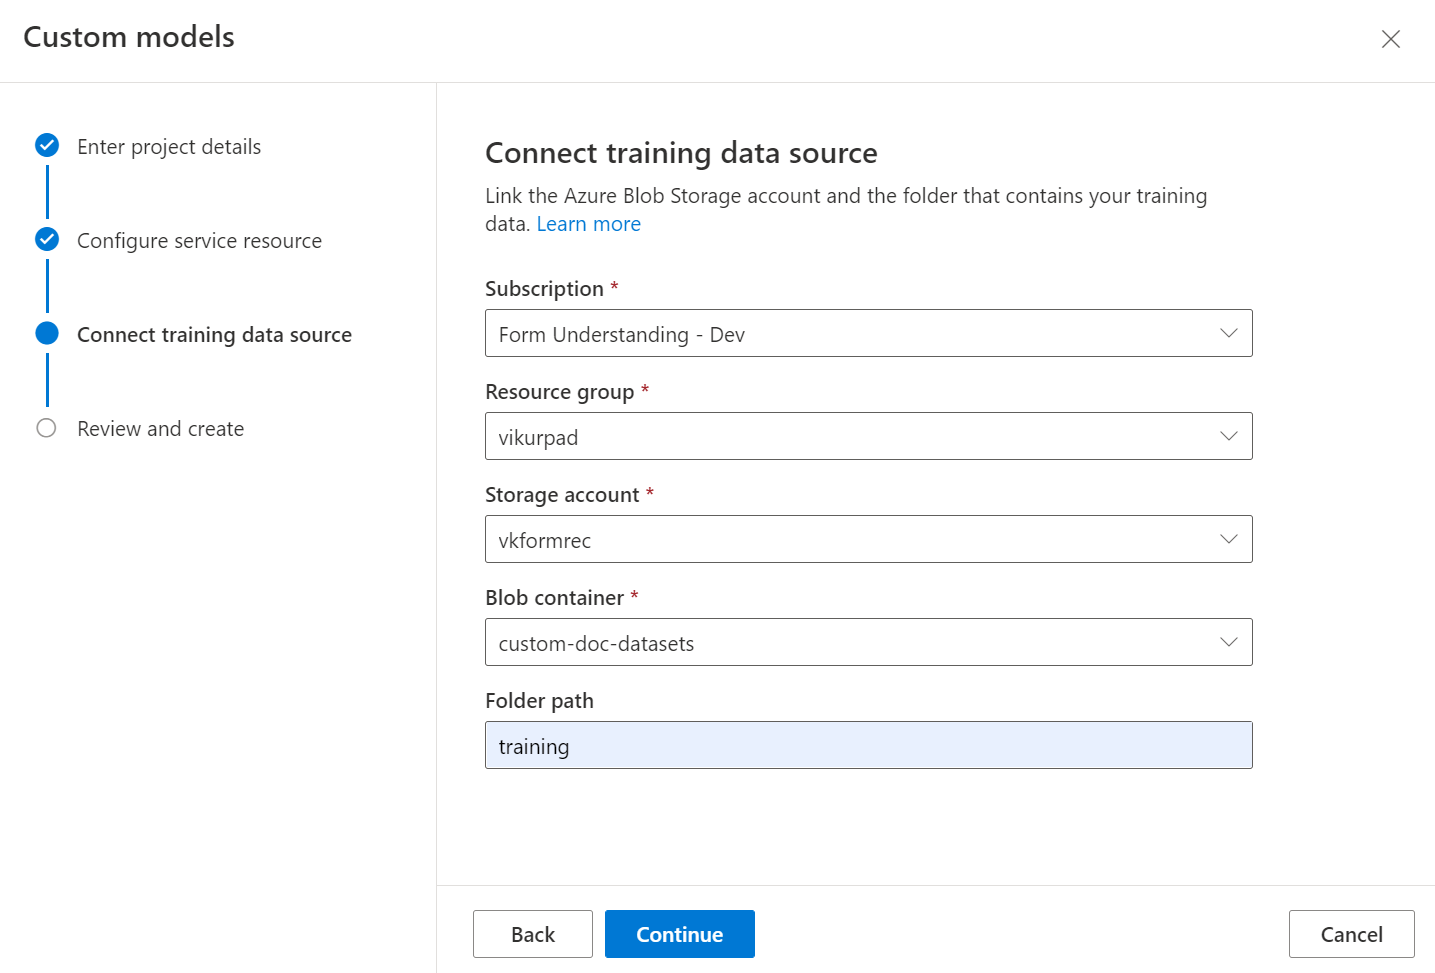 Custom models
Enter project details
Configure service resource
Connect training data source
Review and create
Connect training data source
Link the Azure Blob Storage account and the folder that contains your training
data. Learn more
Subscription *
Form Understanding - Dev
Resource group *
vikurpad
Storage account *
vkformrec
Blob container *
custom-doc-datasets
Folder path
training
Back
Continue
Cancel